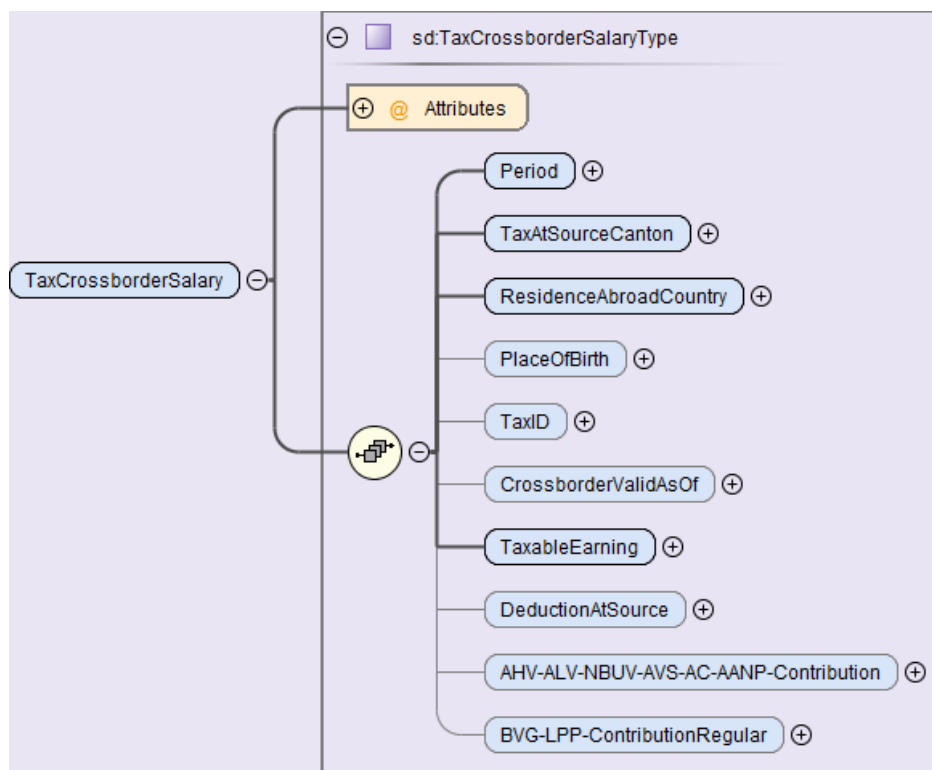 sd:TaxCrossborderSalaryType
@ Attributes
Period
TaxAtSourceCanton
TaxCrossborderSalary
ResidenceAbroadCountry
PlaceOfBirth
TaxID
CrossborderValidAsOf
TaxableEarning
DeductionAtSource
AHV-ALV-NBUV-AVS-AC-AANP-Contribution
BVG-LPP-ContributionRegular